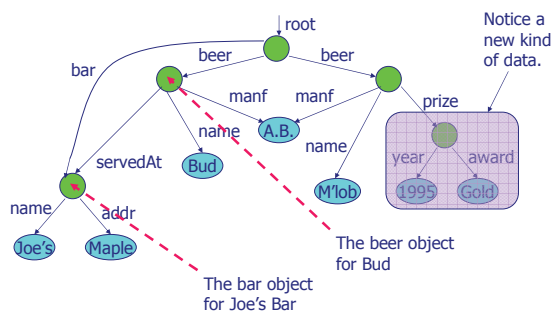 root
Notice a
new kind
of data.
beer
beer
bar
manf
manf
prize
name
A.B.
name
year
award
servedAt
Bud
M'lob
1995
Gold
name
addr
Joe's
Maple
The beer object
for Bud
The bar object
for Joe's Bar